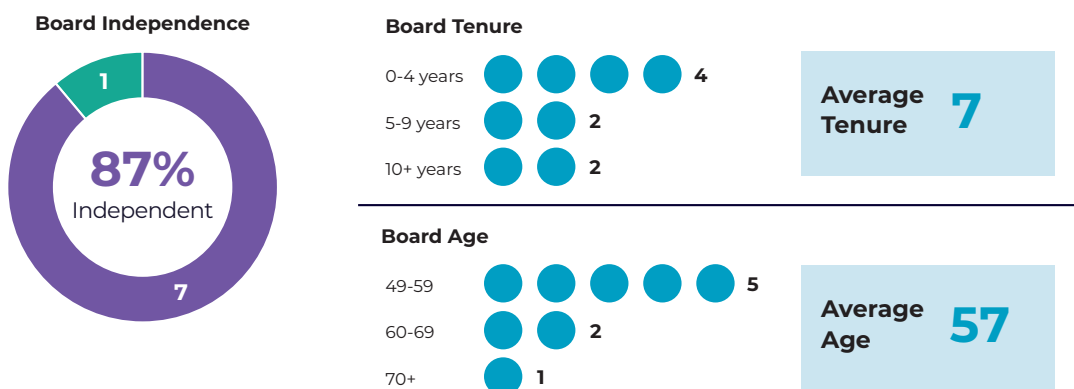 Board Independence
1
87%
Independent
7
Board Tenure
0-4 years 4
5-9 years 2
10+ years 2
Average
Tenure
7
Board Age
49-59 5
60-69 2
70+ 1
Average
Age
57